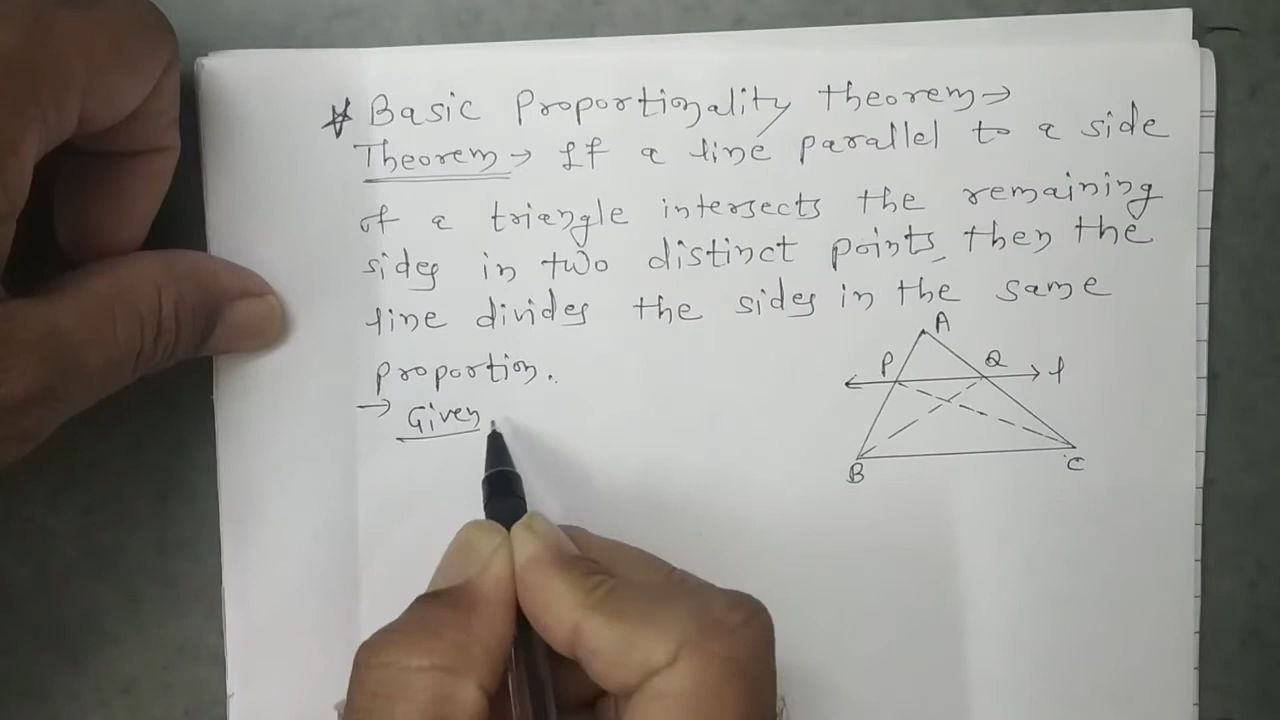 * Basic Proportionality theorem →
Theorem → If a line parallel to a side
of a triangle intersects the remaining
sides in two distinct points, then the
line divides the sides in the same
proportion.
→ Given
A
P Q l
B C